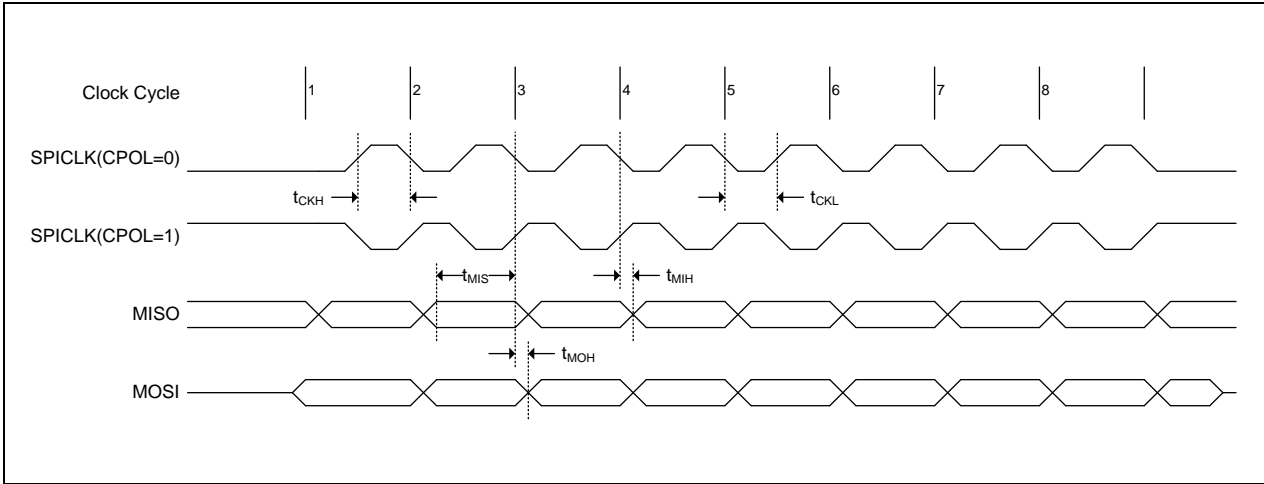 Clock Cycle 1 2 3 4 5 6 7 8
SPICLK(CPOL=0)
tCKH tCKL
SPICLK(CPOL=1)
tMIS tMIH
MISO
tMOH
MOSI